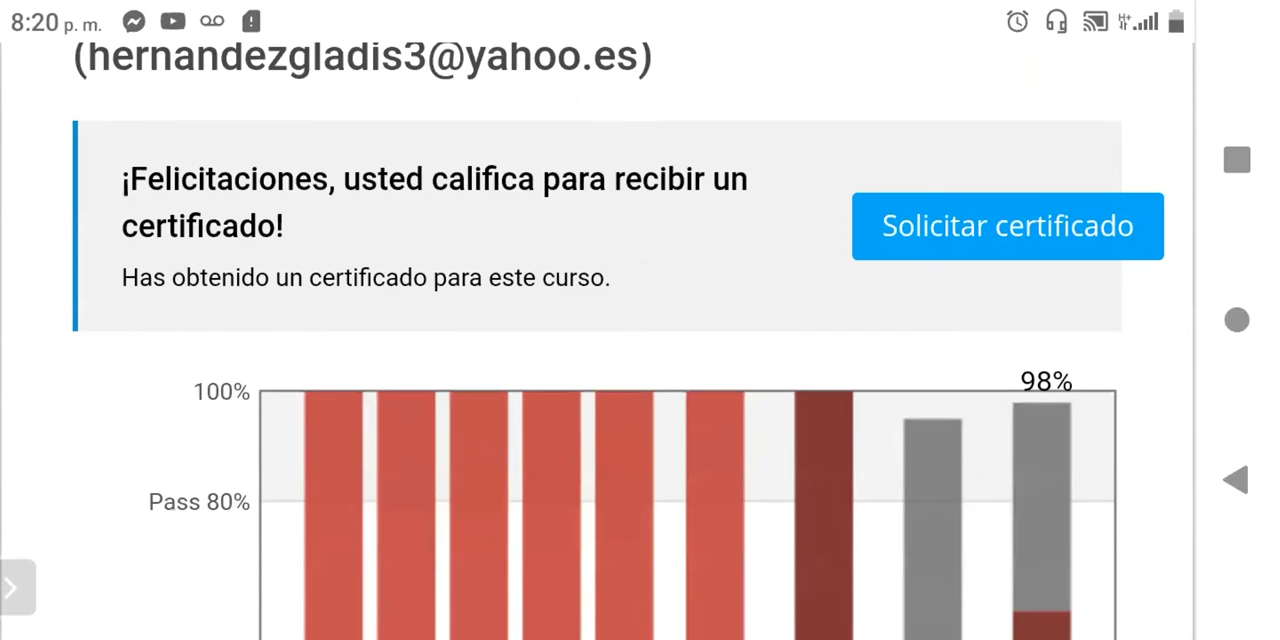 8:20 p. m.
(hernandezgladis3@yahoo.es)
¡Felicitaciones, usted califica para recibir un
certificado!
Solicitar certificado
Has obtenido un certificado para este curso.
98%
100%
Pass 80%